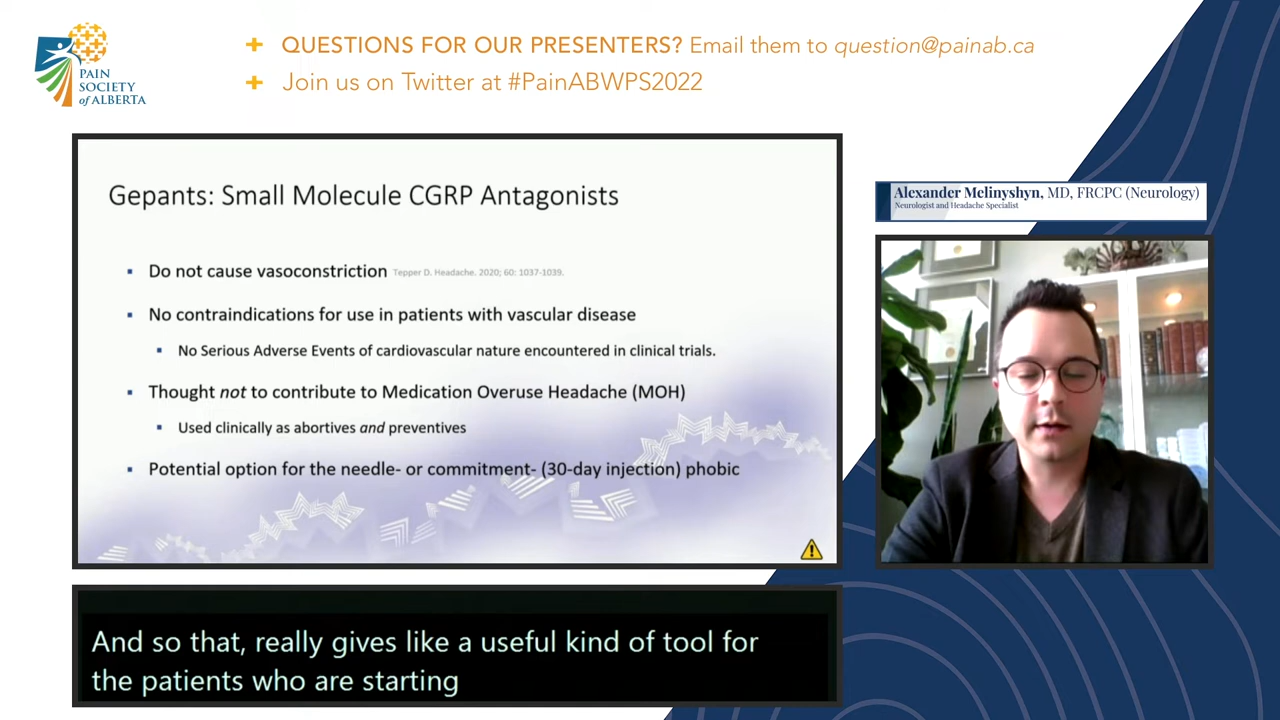 + QUESTIONS FOR OUR PRESENTERS? Email them to question@painab.ca
+ Join us on Twitter at #PainABWPS2022
PAIN
SOCIETY
of ALBERTA
Gepants: Small Molecule CGRP Antagonists
▪ Do not cause vasoconstriction Tepper D. Headache. 2020; 60: 1037-1039.
▪ No contraindications for use in patients with vascular disease
▪ No Serious Adverse Events of cardiovascular nature encountered in clinical trials.
▪ Thought not to contribute to Medication Overuse Headache (MOH)
▪ Used clinically as abortives and preventives
▪ Potential option for the needle- or commitment- (30-day injection) phobic
Alexander Melinyshyn, MD, FRCPC (Neurology)
Neurologist and Headache Specialist
And so that, really gives like a useful kind of tool for
the patients who are starting